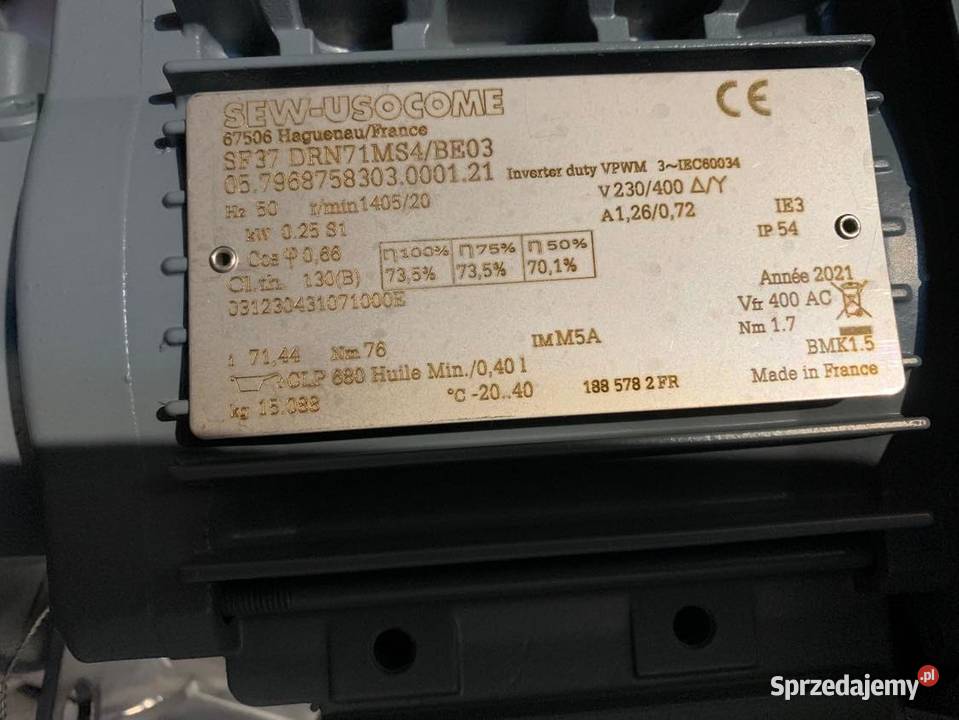 SEW-USOCOME
CE
67506 Haguenau/France
SF37 DRN71MS4/BE03
05.7968758303.0001.21 Inverter duty VPWM 3~IEC60034
Hz 50 r/min 1405/20 V 230/400 Δ/Y
kW 0.25 S1 A 1,26/0,72 IE3
Cos φ 0,66 η100% η75% η50% IP 54
Cl.th. 130(B) 73,5% 73,5% 70,1% Année 2021
031230431071000E Vfr 400 AC
Nm 1.7
i 71,44 Nm 76 IM M5A BMK1.5
CLP 680 Huile Min./0,40 l Made in France
kg 15.088 °C -20..40 188 578 2 FR
Sprzedajemy.pl